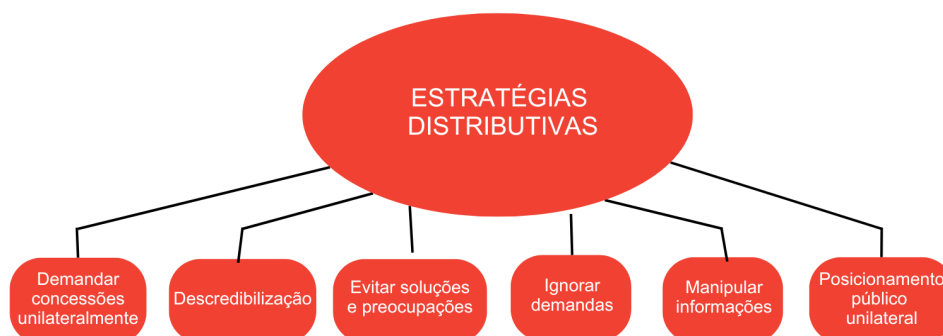 ESTRATÉGIAS
DISTRIBUTIVAS
Demandar
concessões
unilateralmente
Descredibilização
Evitar soluções
e preocupações
Ignorar
demandas
Manipular
informações
Posicionamento
público
unilateral